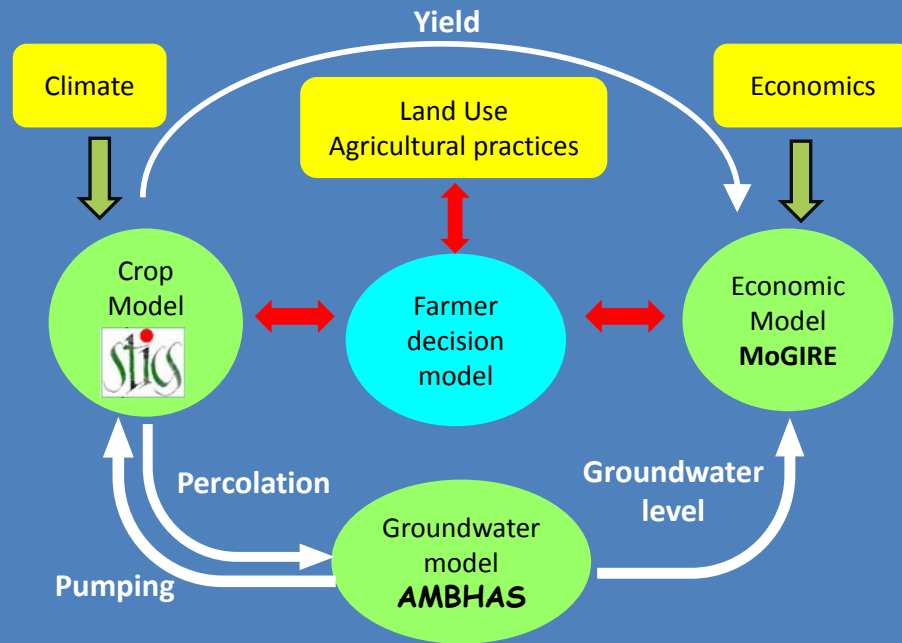 Yield
Climate
Economics
Land Use
Agricultural practices
Crop
Model
stics
Farmer
decision
model
Economic
Model
MoGIRE
Percolation
Groundwater
level
Groundwater
model
AMBHAS
Pumping